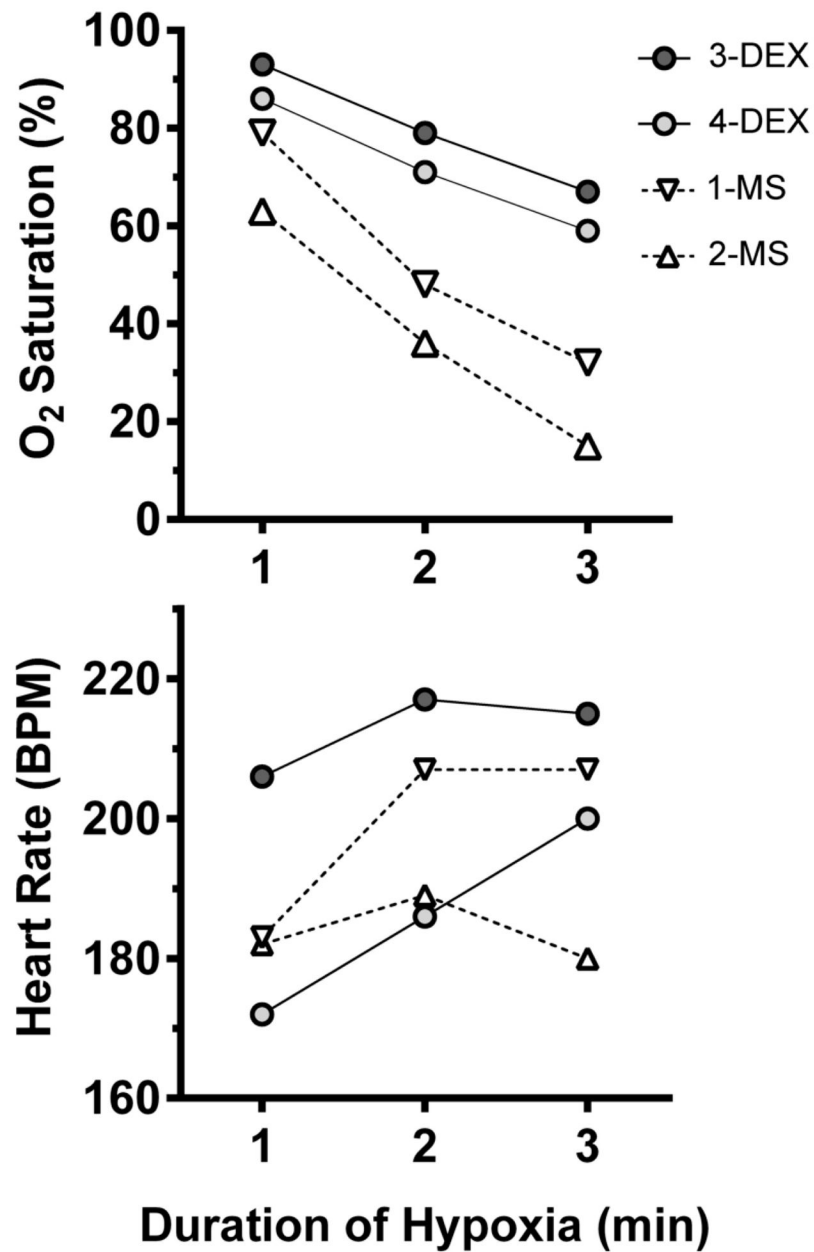 100
80
60
40
20
0
O₂ Saturation (%)
1 2 3
3-DEX
4-DEX
1-MS
2-MS
220
200
180
160
Heart Rate (BPM)
1 2 3
Duration of Hypoxia (min)